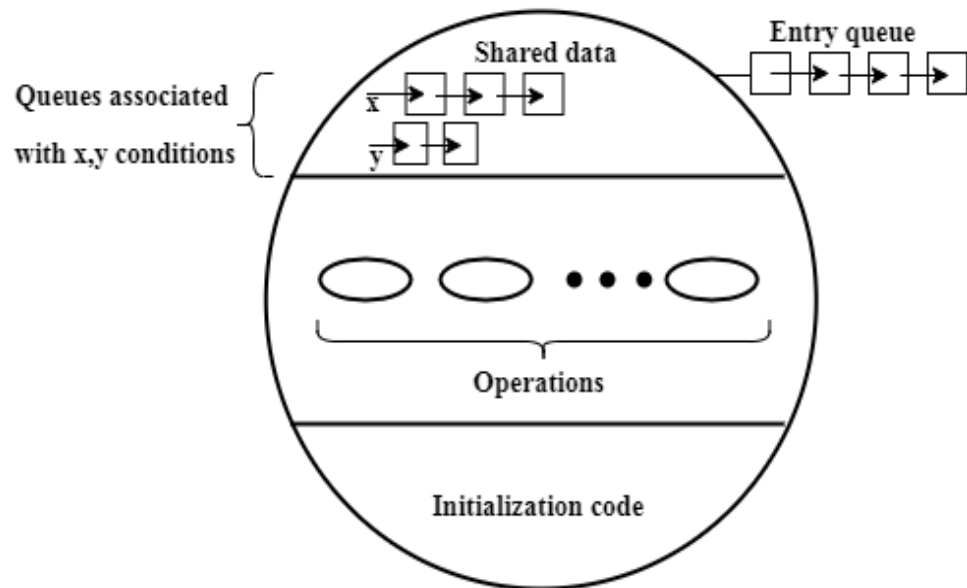 Entry queue
Shared data
Queues associated
with x,y conditions
x
y
Operations
Initialization code